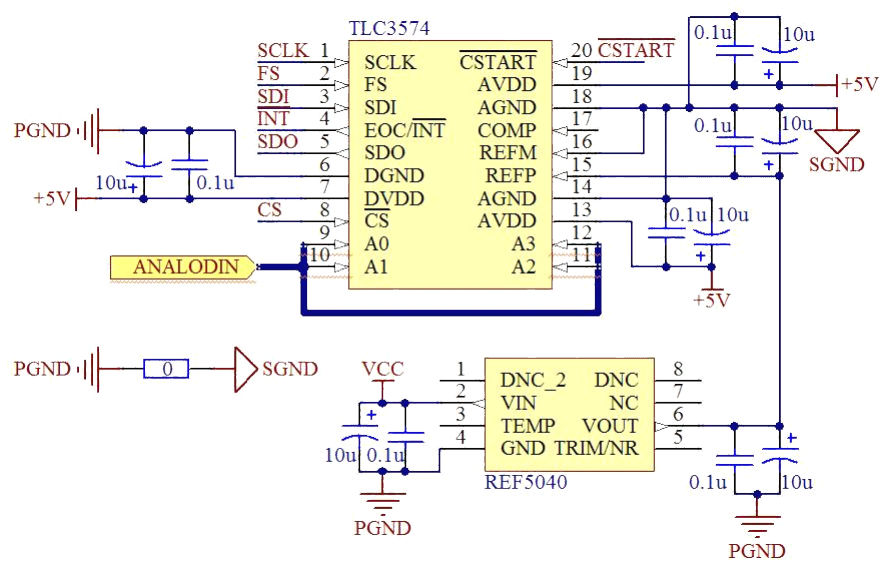 TLC3574
SCLK 1 SCLK CSTART 20 CSTART
FS 2 FS AVDD 19 +5V
SDI 3 SDI AGND 18
INT 4 EOC/INT COMP 17
SDO 5 SDO REFM 16
6 DGND REFP 15
7 DVDD AGND 14
CS 8 CS AVDD 13
9 A0 A3 12
10 A1 A2 11
0.1u 10u
0.1u 10u
SGND
PGND
10u 0.1u
+5V
0.1u 10u
+5V
ANALODIN
PGND 0 SGND
VCC
1 DNC_2 DNC 8
2 VIN NC 7
3 TEMP VOUT 6
4 GND TRIM/NR 5
10u 0.1u
REF5040
0.1u 10u
PGND
PGND